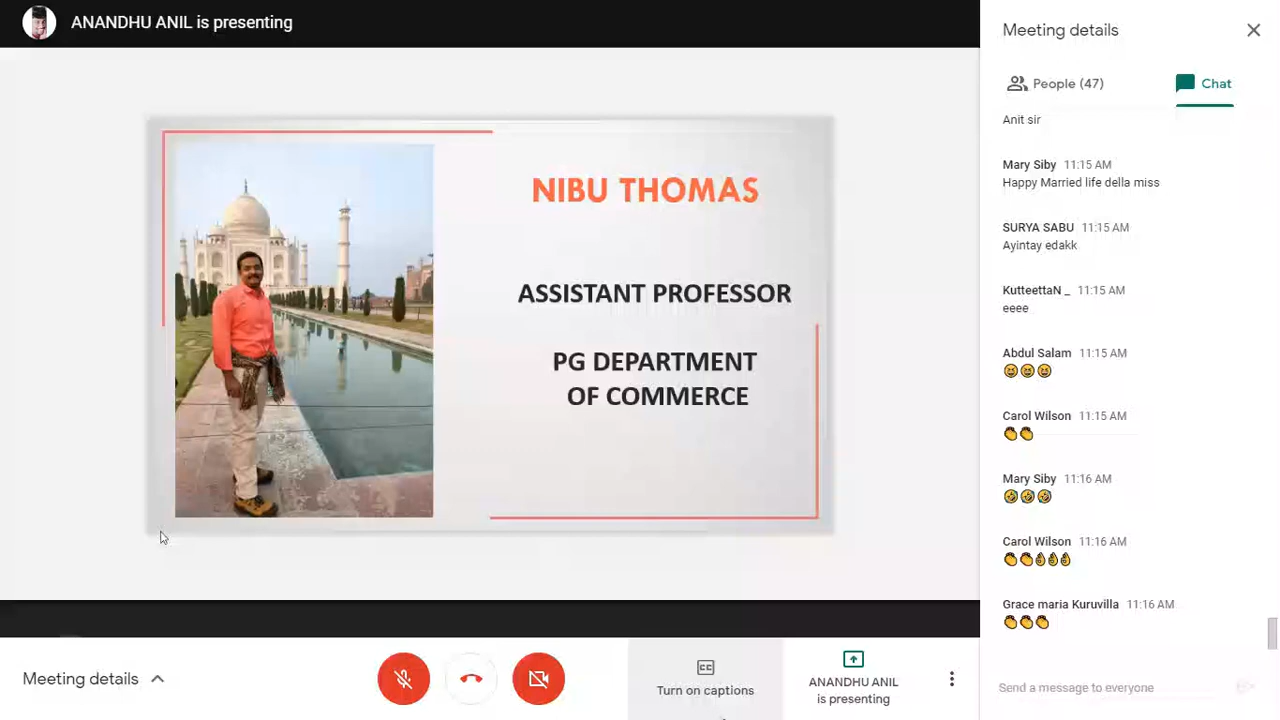 ANANDHU ANIL is presenting
NIBU THOMAS
ASSISTANT PROFESSOR
PG DEPARTMENT
OF COMMERCE
Meeting details
People (47)
Chat
Anit sir
Mary Siby 11:15 AM
Happy Married life della miss
SURYA SABU 11:15 AM
Ayintay edakk
KutteettaN _ 11:15 AM
eeee
Abdul Salam 11:15 AM
😆😆😆
Carol Wilson 11:15 AM
👏👏
Mary Siby 11:16 AM
🤣🤣🤣
Carol Wilson 11:16 AM
👏👏👌👌👌
Grace maria Kuruvilla 11:16 AM
👏👏👏
Send a message to everyone
Meeting details
CC
Turn on captions
ANANDHU ANIL
is presenting